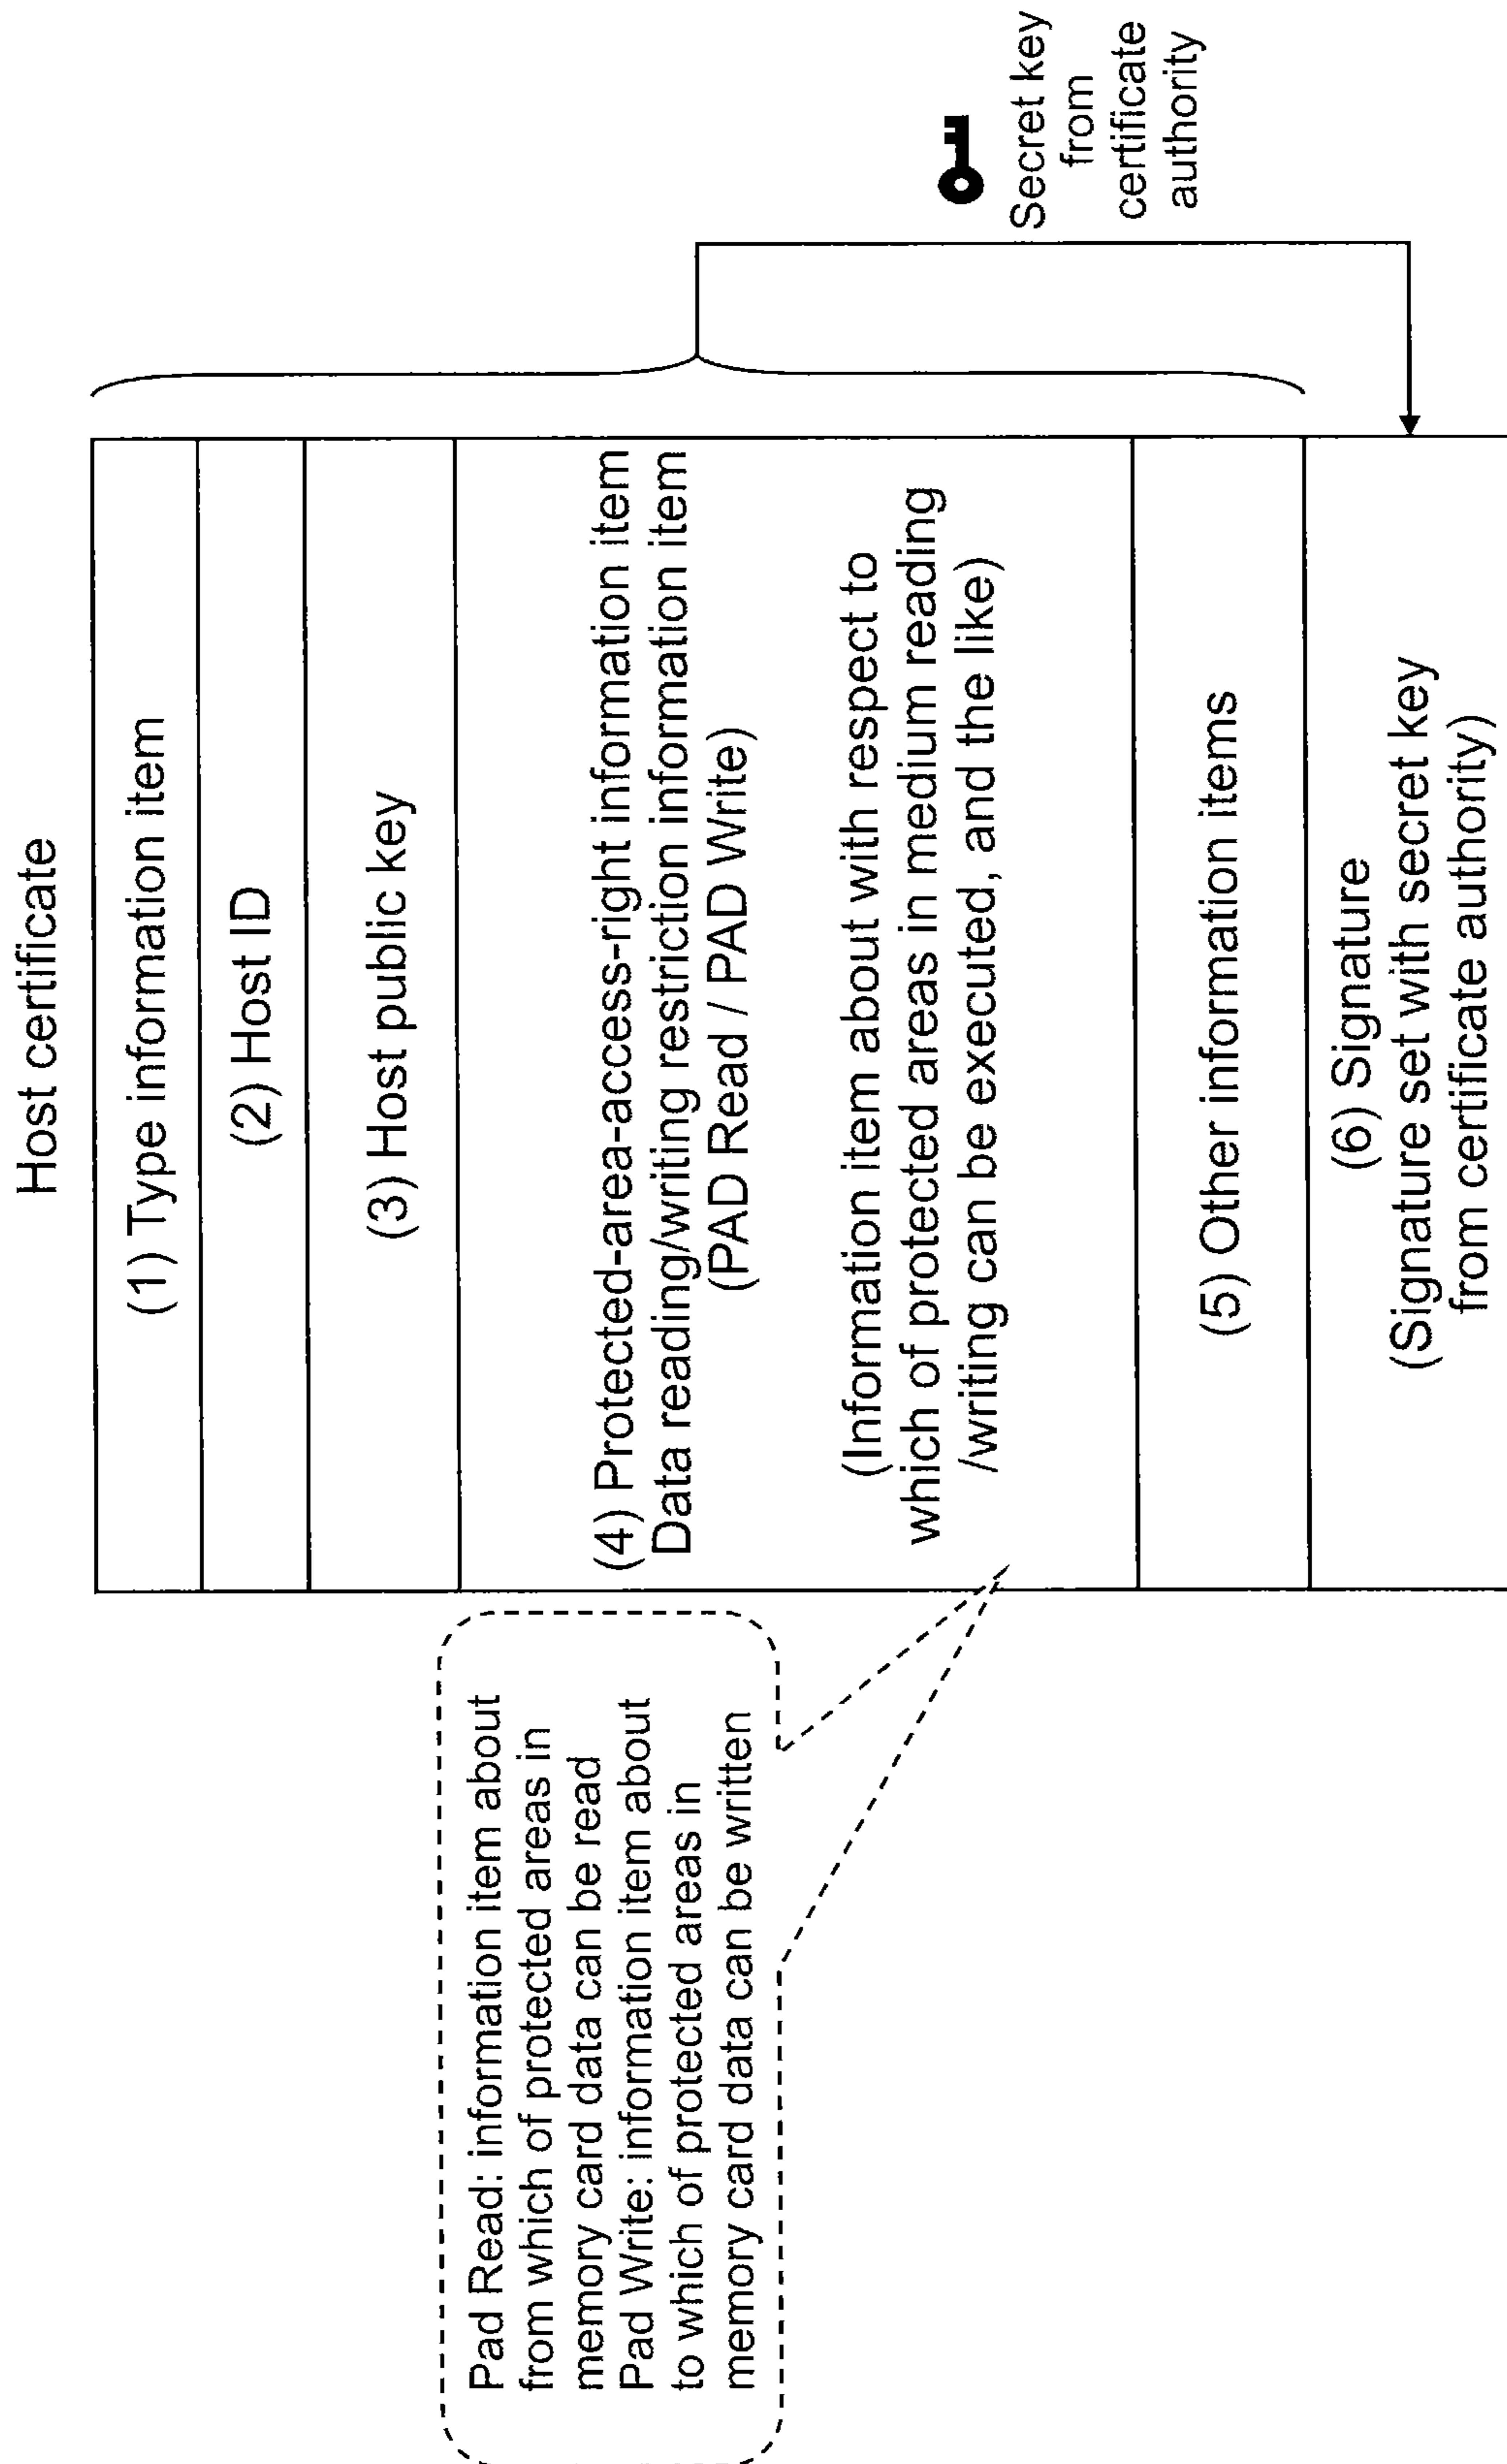 Host certificate
(1) Type information item
(2) Host ID
(3) Host public key
(4) Protected-area-access-right information item
Data reading/writing restriction information item
(PAD Read / PAD Write)
(Information item about with respect to
which of protected areas in medium reading
/writing can be executed, and the like)
(5) Other information items
(6) Signature
(Signature set with secret key
from certificate authority)
Pad Read: information item about
from which of protected areas in
memory card data can be read
Pad Write: information item about
to which of protected areas in
memory card data can be written
Secret key
from
certificate
authority